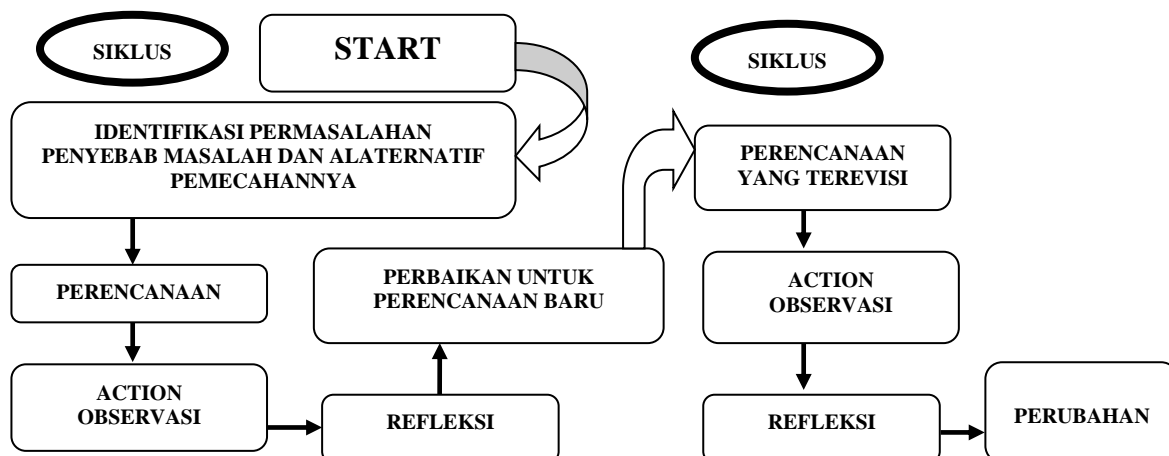 SIKLUS
START
IDENTIFIKASI PERMASALAHAN
PENYEBAB MASALAH DAN ALATERNATIF
PEMECAHANNYA
PERENCANAAN
ACTION
OBSERVASI
REFLEKSI
PERBAIKAN UNTUK
PERENCANAAN BARU
SIKLUS
PERENCANAAN
YANG TEREVISI
ACTION
OBSERVASI
REFLEKSI
PERUBAHAN